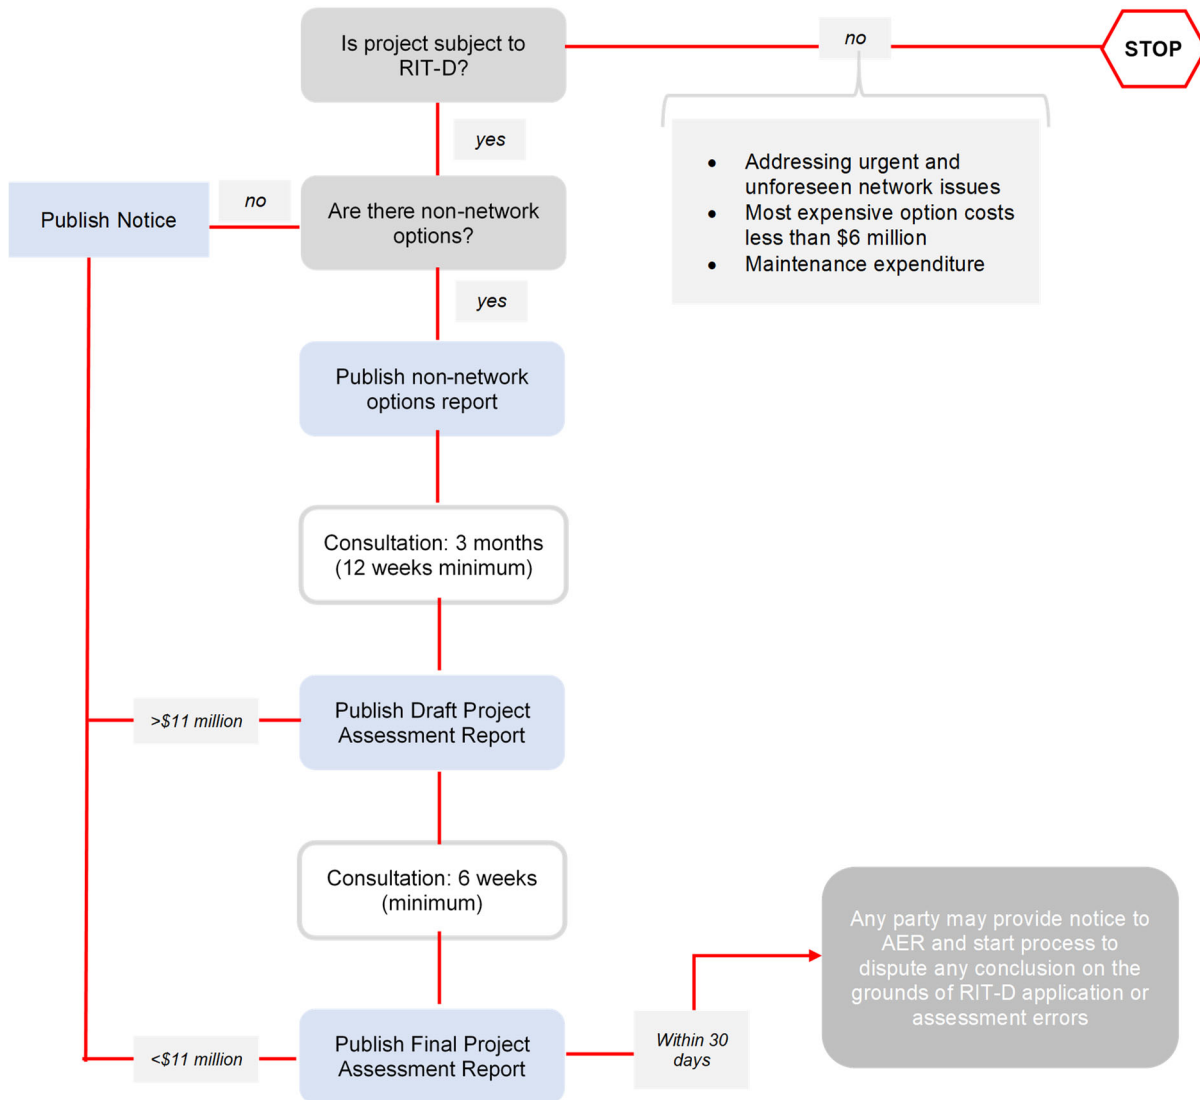 Is project subject to
RIT-D?
no
STOP
yes
• Addressing urgent and
unforeseen network issues
• Most expensive option costs
less than $6 million
• Maintenance expenditure
Publish Notice
no
Are there non-network
options?
yes
Publish non-network
options report
Consultation: 3 months
(12 weeks minimum)
>$11 million
Publish Draft Project
Assessment Report
Consultation: 6 weeks
(minimum)
Any party may provide notice to
AER and start process to
dispute any conclusion on the
grounds of RIT-D application or
assessment errors
<$11 million
Publish Final Project
Assessment Report
Within 30
days